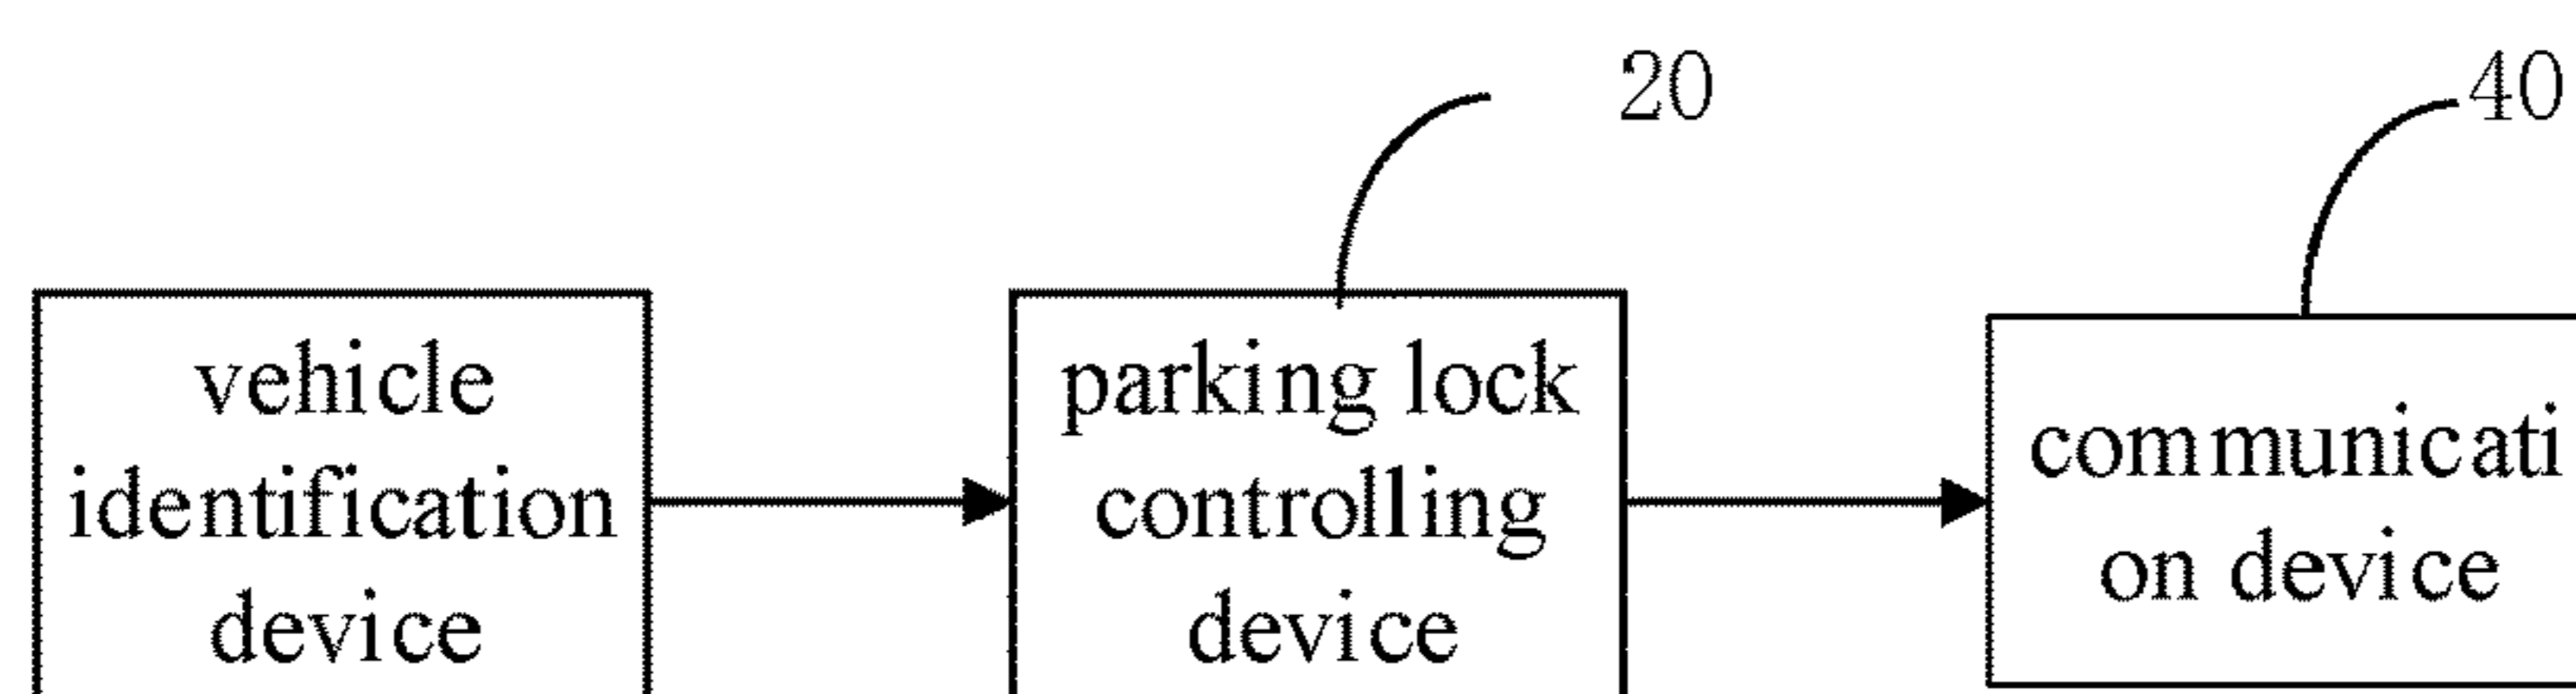 20
40
vehicle
identification
device
parking lock
controlling
device
communicati
on device